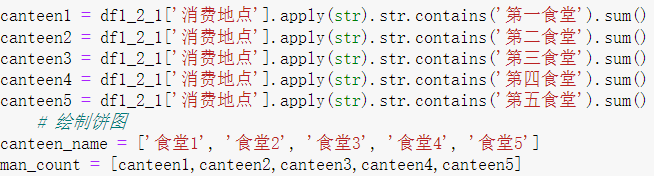 canteen1 = df1_2_1['消费地点'].apply(str).str.contains('第一食堂').sum()
canteen2 = df1_2_1['消费地点'].apply(str).str.contains('第二食堂').sum()
canteen3 = df1_2_1['消费地点'].apply(str).str.contains('第三食堂').sum()
canteen4 = df1_2_1['消费地点'].apply(str).str.contains('第四食堂').sum()
canteen5 = df1_2_1['消费地点'].apply(str).str.contains('第五食堂').sum()
# 绘制饼图
canteen_name = ['食堂1', '食堂2', '食堂3', '食堂4', '食堂5']
man_count = [canteen1,canteen2,canteen3,canteen4,canteen5]